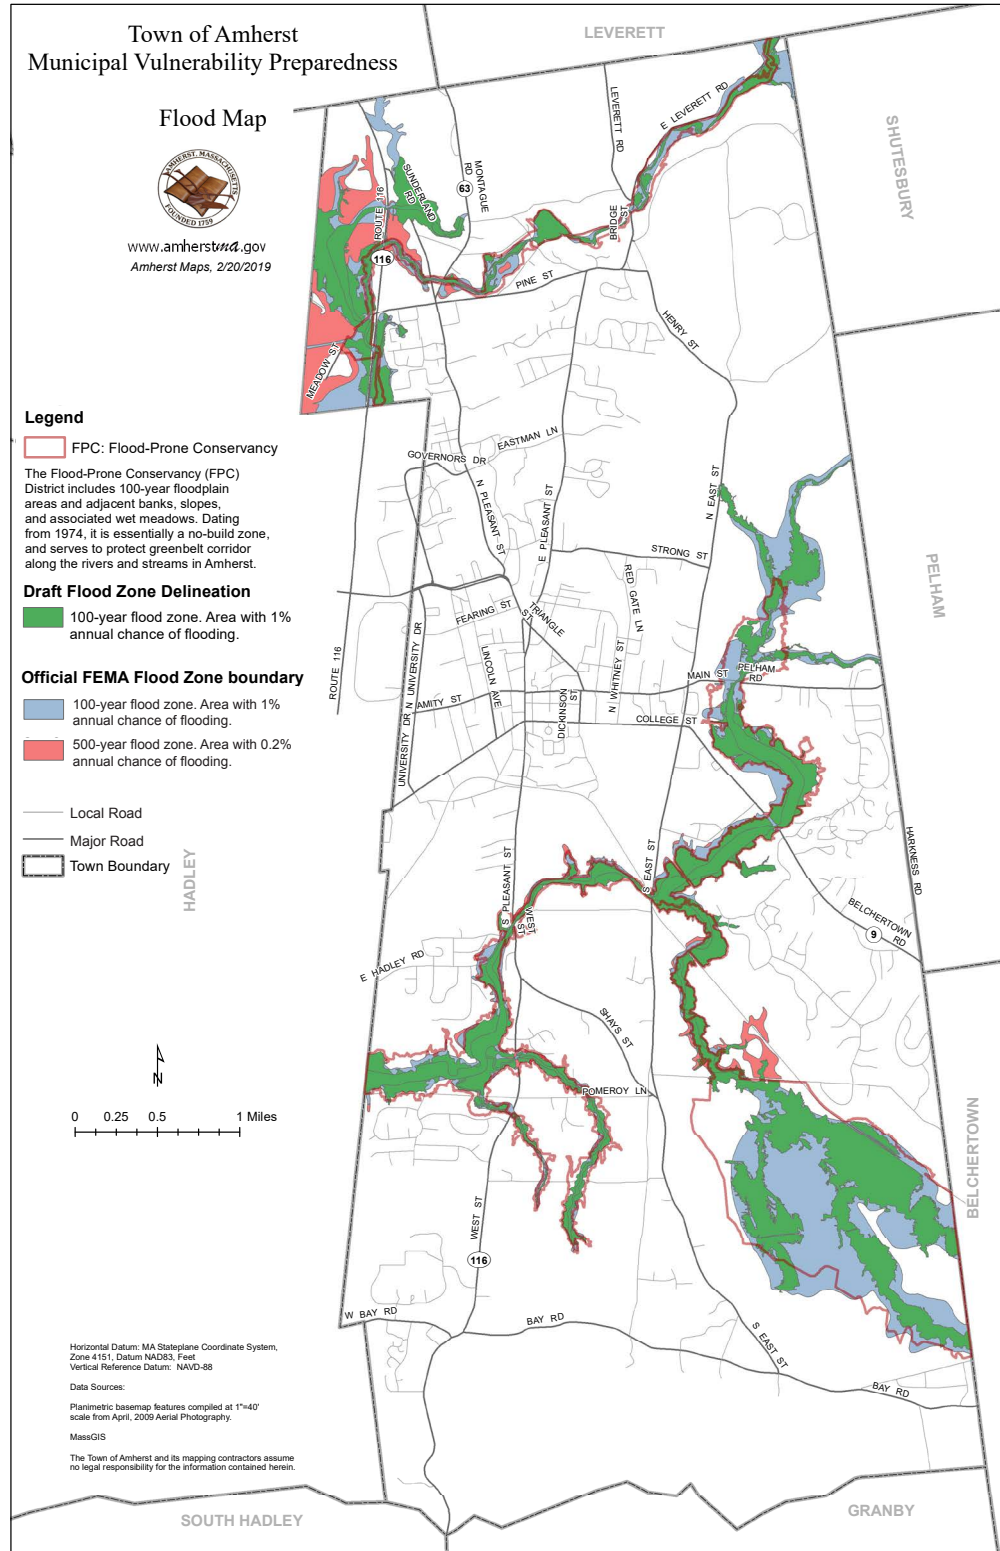 Town of Amherst
Municipal Vulnerability Preparedness
Flood Map
AMHERST, MASSACHUSETTS
FOUNDED 1759
www.amherstma.gov
Amherst Maps, 2/20/2019
Legend
FPC: Flood-Prone Conservancy
The Flood-Prone Conservancy (FPC)
District includes 100-year floodplain
areas and adjacent banks, slopes,
and associated wet meadows. Dating
from 1974, it is essentially a no-build zone,
and serves to protect greenbelt corridor
along the rivers and streams in Amherst.
Draft Flood Zone Delineation
100-year flood zone. Area with 1%
annual chance of flooding.
Official FEMA Flood Zone boundary
100-year flood zone. Area with 1%
annual chance of flooding.
500-year flood zone. Area with 0.2%
annual chance of flooding.
Local Road
Major Road
Town Boundary
N
0 0.25 0.5 1 Miles
Horizontal Datum: MA Stateplane Coordinate System,
Zone 4151, Datum NAD83, Feet
Vertical Reference Datum: NAVD-88
Data Sources:
Planimetric basemap features compiled at 1"=40'
scale from April, 2009 Aerial Photography.
MassGIS
The Town of Amherst and its mapping contractors assume
no legal responsibility for the information contained herein.
LEVERETT
SHUTESBURY
PELHAM
BELCHERTOWN
GRANBY
SOUTH HADLEY
HADLEY
E LEVERETT RD
LEVERETT RD
MONTAGUE
RD
63
SUNDERLAND
RD
ROUTE 116
116
BRIDGE
ST
PINE ST
HENRY ST
MEADOW ST
EASTMAN LN
GOVERNORS DR
N PLEASANT ST
E PLEASANT ST
N EAST ST
STRONG ST
RED GATE LN
FEARING ST
TRIANGLE
ST
ROUTE 116
N UNIVERSITY DR
UNIVERSITY DR
LINCOLN AVE
AMITY ST
DICKINSON
ST
N WHITNEY ST
MAIN ST
PELHAM
RD
COLLEGE ST
HARKNESS RD
S PLEASANT ST
S EAST ST
WEST
ST
BELCHERTOWN
RD
9
E HADLEY RD
SHAYS ST
POMEROY LN
WEST ST
116
W BAY RD
BAY RD
S EAST ST
BAY RD